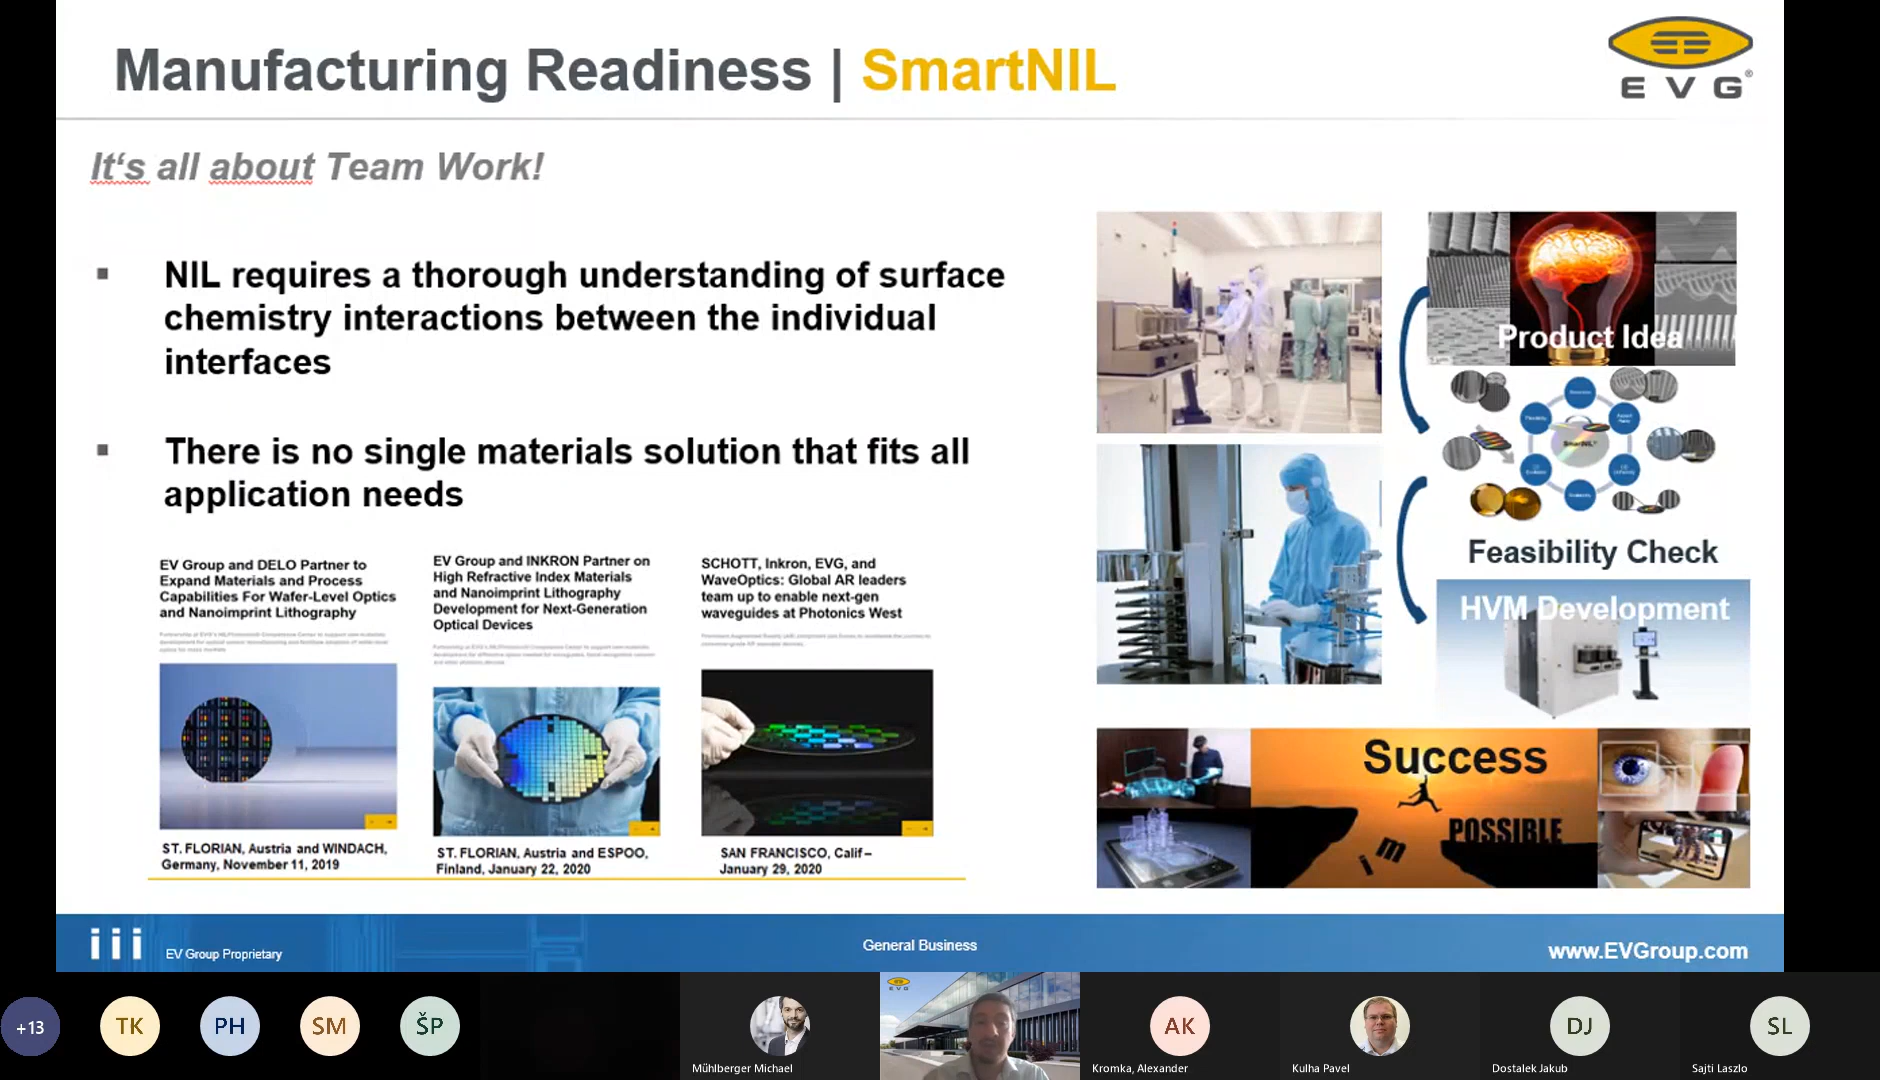 Manufacturing Readiness | SmartNIL
EVG®
It‘s all about Team Work!
NIL requires a thorough understanding of surface
chemistry interactions between the individual
interfaces
There is no single materials solution that fits all
application needs
EV Group and DELO Partner to
Expand Materials and Process
Capabilities For Wafer-Level Optics
and Nanoimprint Lithography
ST. FLORIAN, Austria and WINDACH,
Germany, November 11, 2019
EV Group and INKRON Partner on
High Refractive Index Materials
and Nanoimprint Lithography
Development for Next-Generation
Optical Devices
ST. FLORIAN, Austria and ESPOO,
Finland, January 22, 2020
SCHOTT, Inkron, EVG, and
WaveOptics: Global AR leaders
team up to enable next-gen
waveguides at Photonics West
SAN FRANCISCO, Calif –
January 29, 2020
Product Idea
SmartNIL®
Feasibility Check
HVM Development
Success
im
POSSIBLE
iii
EV Group Proprietary
General Business
www.EVGroup.com
+13
TK
PH
SM
ŠP
Mühlberger Michael
EVG
AK
Kromka, Alexander
Kulha Pavel
DJ
Dostalek Jakub
SL
Sajti Laszlo